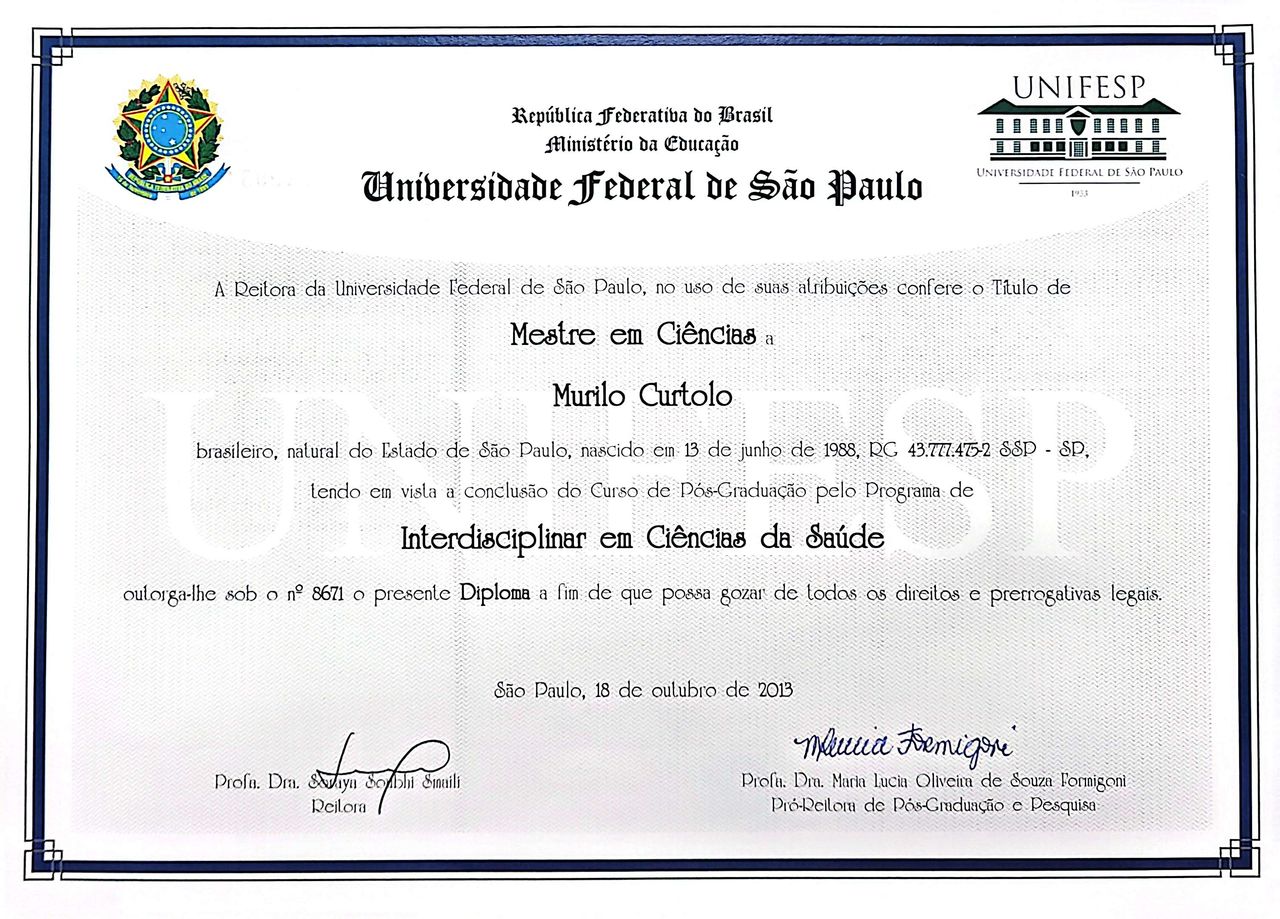 República Federativa do Brasil
Ministério da Educação
Universidade Federal de São Paulo
UNIFESP
UNIVERSIDADE FEDERAL DE SÃO PAULO
1933
A Reitora da Universidade Federal de São Paulo, no uso de suas atribuições confere o Título de
Mestre em Ciências a
Murilo Curtolo
brasileiro, natural do Estado de São Paulo, nascido em 13 de junho de 1988, RG 43.777.475-2 SSP - SP,
tendo em vista a conclusão do Curso de Pós-Graduação pelo Programa de
UNIFESP
Interdisciplinar em Ciências da Saúde
outorga-lhe sob o nº 8671 o presente Diploma a fim de que possa gozar de todos os direitos e prerrogativas legais.
São Paulo, 18 de outubro de 2013
Profa. Dra. Soraya Soubhi Smaili
Reitora
Profa. Dra. Maria Lucia Oliveira de Souza Formigoni
Pró-Reitora de Pós-Graduação e Pesquisa